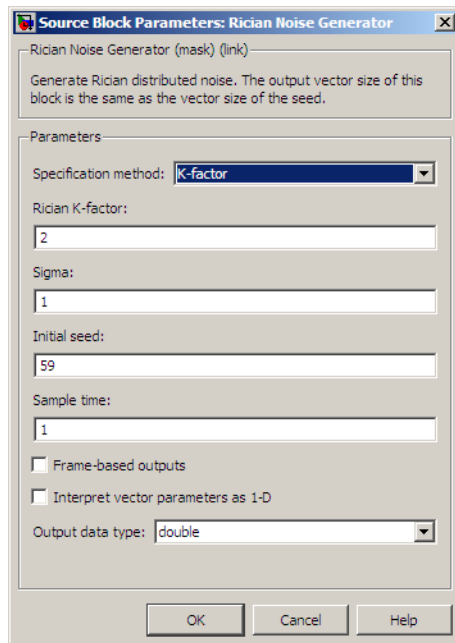 Source Block Parameters: Rician Noise Generator
Rician Noise Generator (mask) (link)
Generate Rician distributed noise. The output vector size of this
block is the same as the vector size of the seed.
Parameters
Specification method: K-factor
Rician K-factor:
2
Sigma:
1
Initial seed:
59
Sample time:
1
Frame-based outputs
Interpret vector parameters as 1-D
Output data type: double
OK Cancel Help